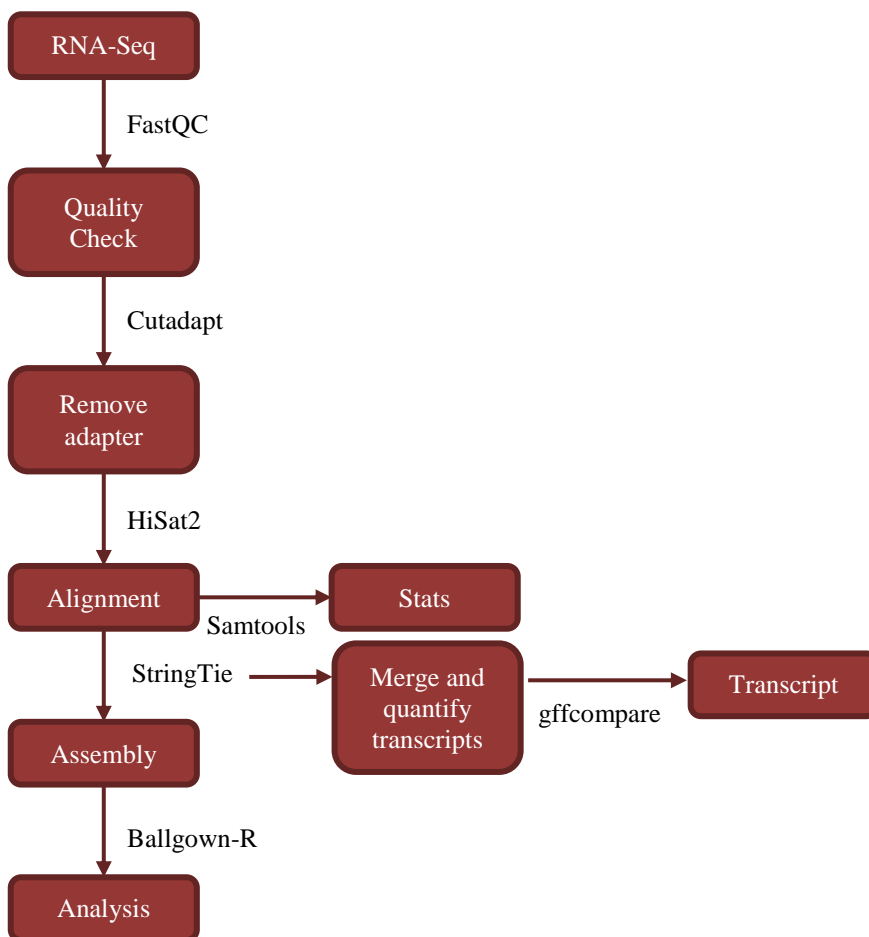 RNA-Seq
FastQC
Quality
Check
Cutadapt
Remove
adapter
HiSat2
Alignment
Stats
Samtools
StringTie
Merge and
quantify
transcripts
Transcript
gffcompare
Assembly
Ballgown-R
Analysis